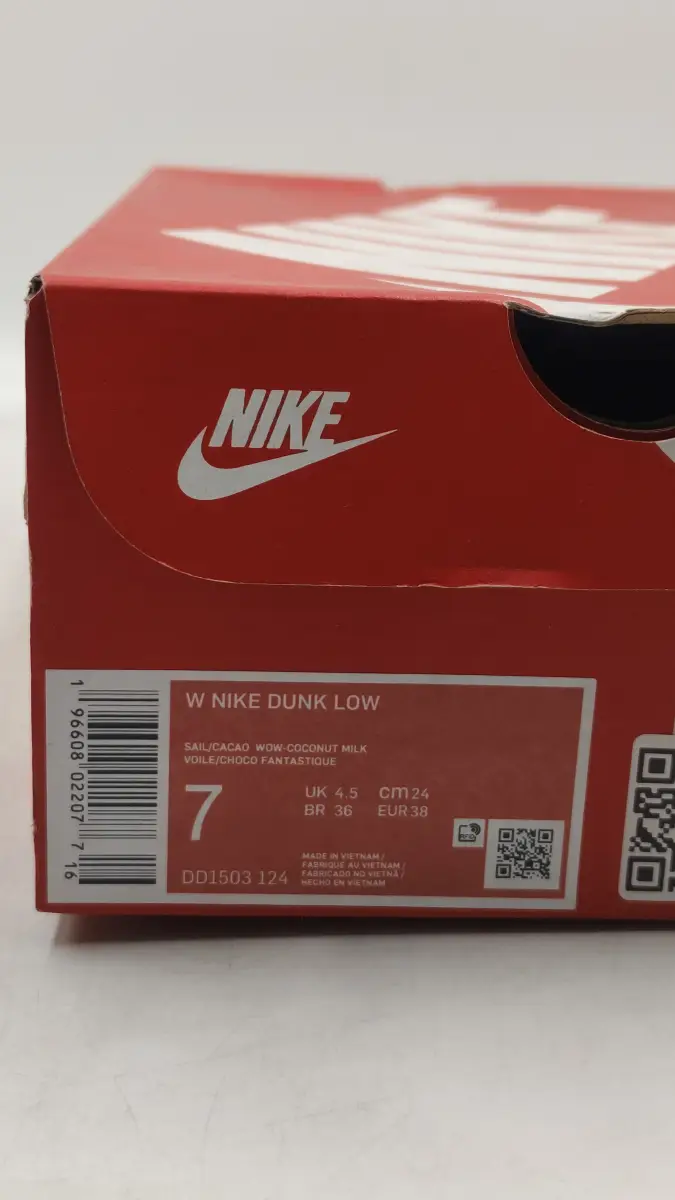 NIKE
1 96608 02207 7 16
W NIKE DUNK LOW
SAIL/CACAO WOW-COCONUT MILK
VOILE/CHOCO FANTASTIQUE
7
UK 4.5 cm 24
BR 36 EUR 38
DD1503 124
MADE IN VIETNAM /
FABRIQUE AU VIETNAM /
FABRICADO NO VIETNÃ /
HECHO EN VIETNAM